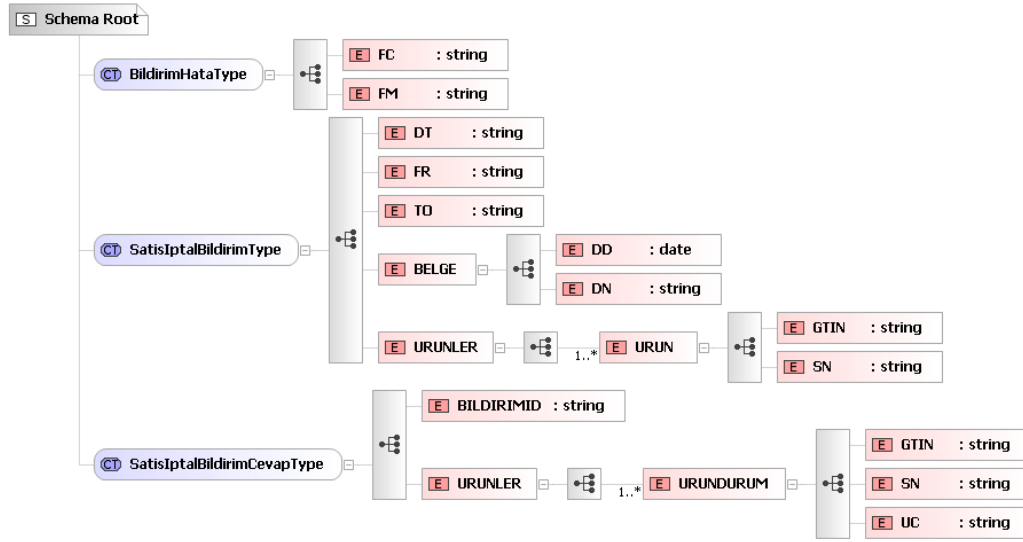 S Schema Root
CT BildirimHataType
E FC : string
E FM : string
CT SatisIptalBildirimType
E DT : string
E FR : string
E TO : string
E BELGE
E DD : date
E DN : string
E URUNLER
1..* E URUN
E GTIN : string
E SN : string
CT SatisIptalBildirimCevapType
E BILDIRIMID : string
E URUNLER
1..* E URUNDURUM
E GTIN : string
E SN : string
E UC : string